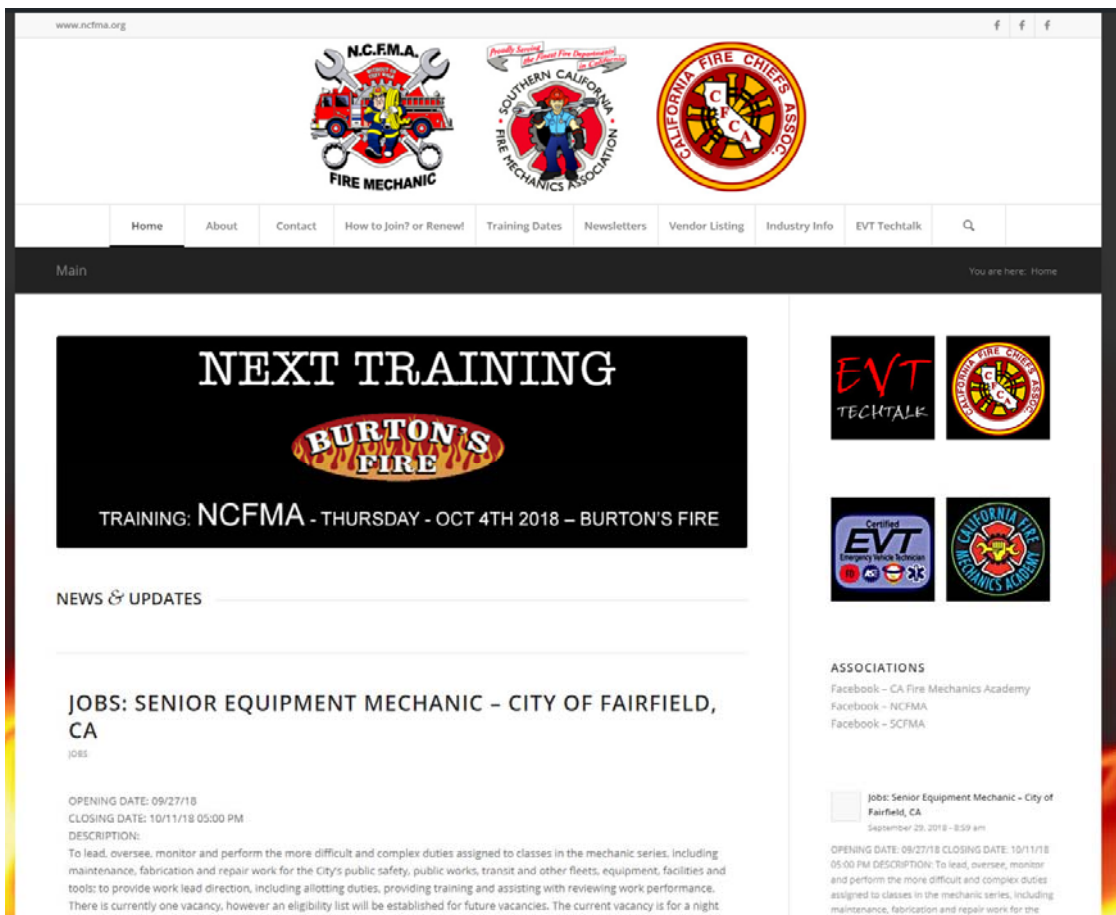 www.ncfma.org
N.C.F.M.A.
FIRE MECHANIC
Proudly Serving
the Finest Fire Departments
in California
SOUTHERN CALIFORNIA
FIRE MECHANICS ASSOCIATION
CALIFORNIA FIRE CHIEFS ASSOC.
C F C A
Home About Contact How to Join? or Renew! Training Dates Newsletters Vendor Listing Industry Info EVT Techtalk
Main
You are here: Home
NEXT TRAINING
BURTON'S
FIRE
TRAINING: NCFMA - THURSDAY - OCT 4TH 2018 – BURTON'S FIRE
EVT
TECHTALK
CALIFORNIA FIRE CHIEFS ASSOC.
C F C A
Certified
EVT
Emergency Vehicle Technician
FD ASE
CALIFORNIA FIRE
MECHANICS ACADEMY
NEWS & UPDATES
JOBS: SENIOR EQUIPMENT MECHANIC – CITY OF FAIRFIELD,
CA
JOBS
OPENING DATE: 09/27/18
CLOSING DATE: 10/11/18 05:00 PM
DESCRIPTION:
To lead, oversee, monitor and perform the more difficult and complex duties assigned to classes in the mechanic series, including
maintenance, fabrication and repair work for the City's public safety, public works, transit and other fleets, equipment, facilities and
tools; to provide work lead direction, including allotting duties, providing training and assisting with reviewing work performance.
There is currently one vacancy, however an eligibility list will be established for future vacancies. The current vacancy is for a night
ASSOCIATIONS
Facebook – CA Fire Mechanics Academy
Facebook – NCFMA
Facebook – SCFMA
Jobs: Senior Equipment Mechanic – City of
Fairfield, CA
September 29, 2018 - 8:59 am
OPENING DATE: 09/27/18 CLOSING DATE: 10/11/18
05:00 PM DESCRIPTION: To lead, oversee, monitor
and perform the more difficult and complex duties
assigned to classes in the mechanic series, including
maintenance, fabrication and repair work for the